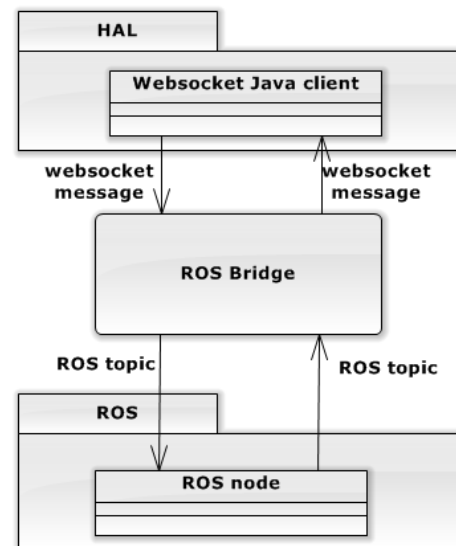 HAL
Websocket Java client
websocket
message
websocket
message
ROS Bridge
ROS topic
ROS topic
ROS
ROS node